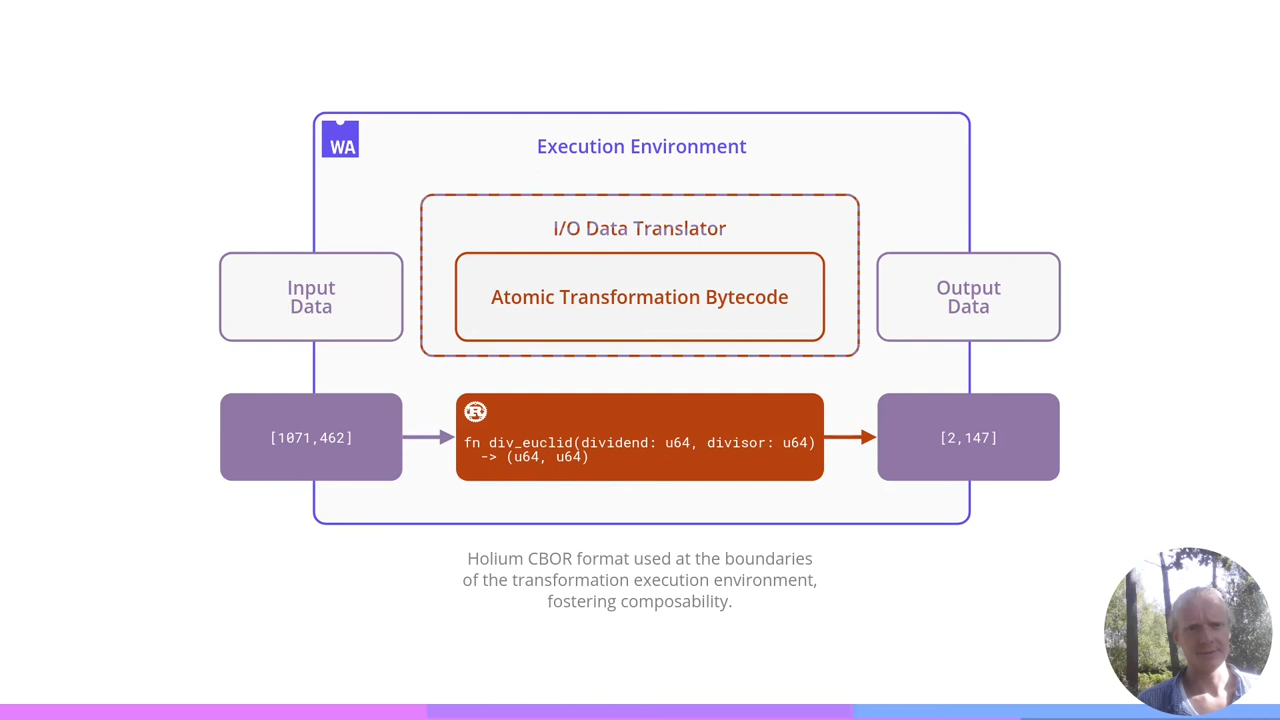 WA
Execution Environment
I/O Data Translator
Input
Data
Atomic Transformation Bytecode
Output
Data
[1071,462]
R
fn div_euclid(dividend: u64, divisor: u64)
-> (u64, u64)
[2,147]
Holium CBOR format used at the boundaries
of the transformation execution environment,
fostering composability.